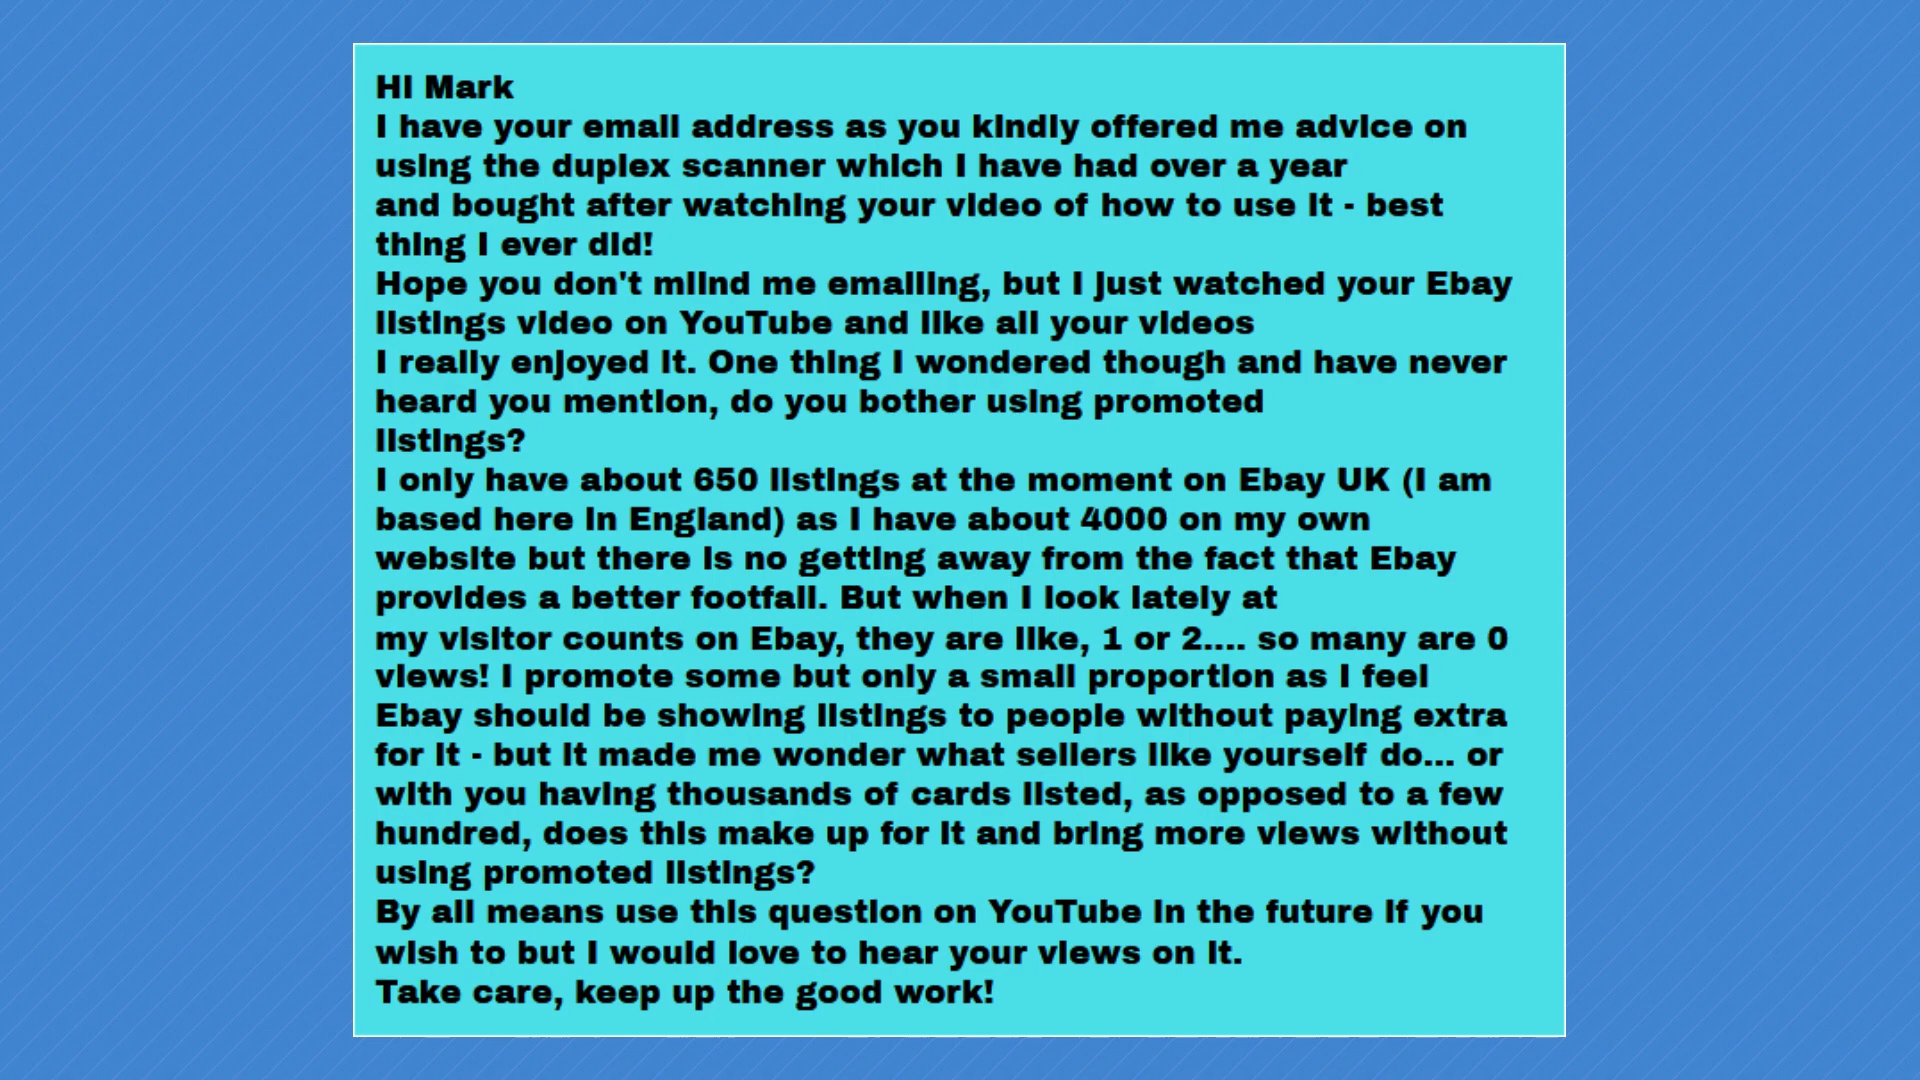 Hi Mark
I have your email address as you kindly offered me advice on
using the duplex scanner which I have had over a year
and bought after watching your video of how to use it - best
thing I ever did!
Hope you don't miind me emailing, but I just watched your Ebay
listings video on YouTube and like all your videos
I really enjoyed it. One thing I wondered though and have never
heard you mention, do you bother using promoted
listings?
I only have about 650 listings at the moment on Ebay UK (I am
based here in England) as I have about 4000 on my own
website but there is no getting away from the fact that Ebay
provides a better footfall. But when I look lately at
my visitor counts on Ebay, they are like, 1 or 2.... so many are 0
views! I promote some but only a small proportion as I feel
Ebay should be showing listings to people without paying extra
for it - but it made me wonder what sellers like yourself do... or
with you having thousands of cards listed, as opposed to a few
hundred, does this make up for it and bring more views without
using promoted listings?
By all means use this question on YouTube in the future if you
wish to but I would love to hear your views on it.
Take care, keep up the good work!